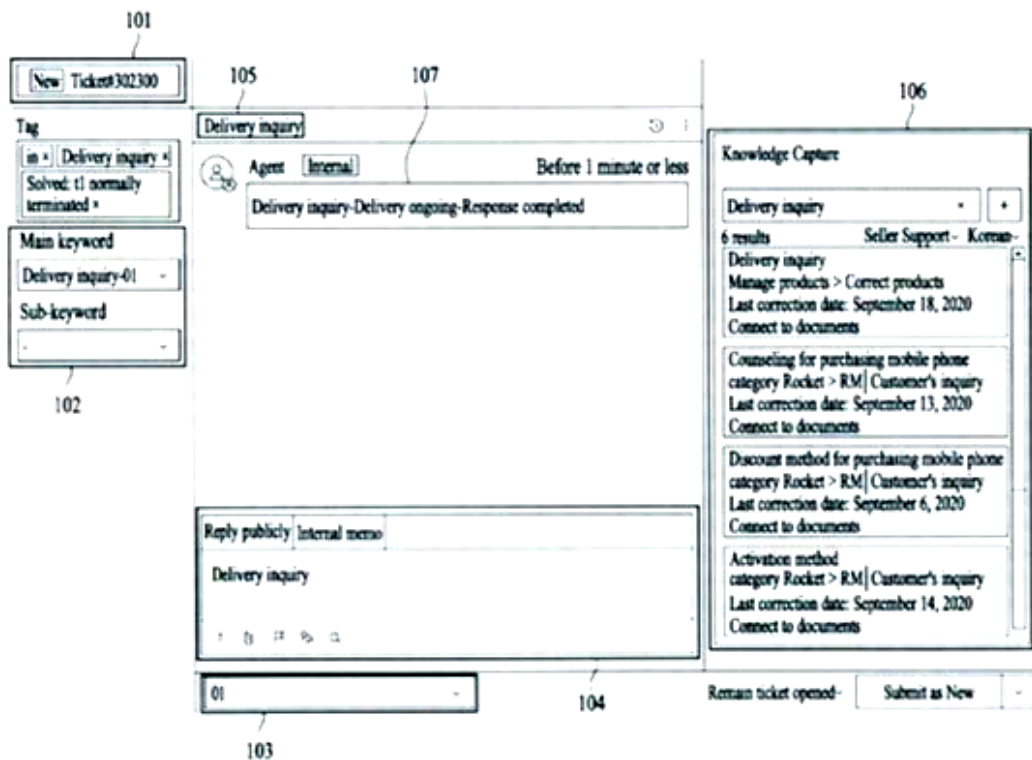 101
New Ticket#302300
105
107
106
Tag
in × Delivery inquiry ×
Solved: t1 normally
terminated ×
Main keyword
Delivery inquiry-01
Sub-keyword
-
102
Delivery inquiry
Agent Internal Before 1 minute or less
Delivery inquiry-Delivery ongoing-Response completed
Knowledge Capture
Delivery inquiry × +
6 results Seller Support Korean
Delivery inquiry
Manage products > Correct products
Last correction date: September 18, 2020
Connect to documents
Counseling for purchasing mobile phone
category Rocket > RM| Customer's inquiry
Last correction date: September 13, 2020
Connect to documents
Discount method for purchasing mobile phone
category Rocket > RM| Customer's inquiry
Last correction date: September 6, 2020
Connect to documents
Activation method
category Rocket > RM| Customer's inquiry
Last correction date: September 14, 2020
Connect to documents
Reply publicly Internal memo
Delivery inquiry
01
103
104
Remain ticket opened Submit as New